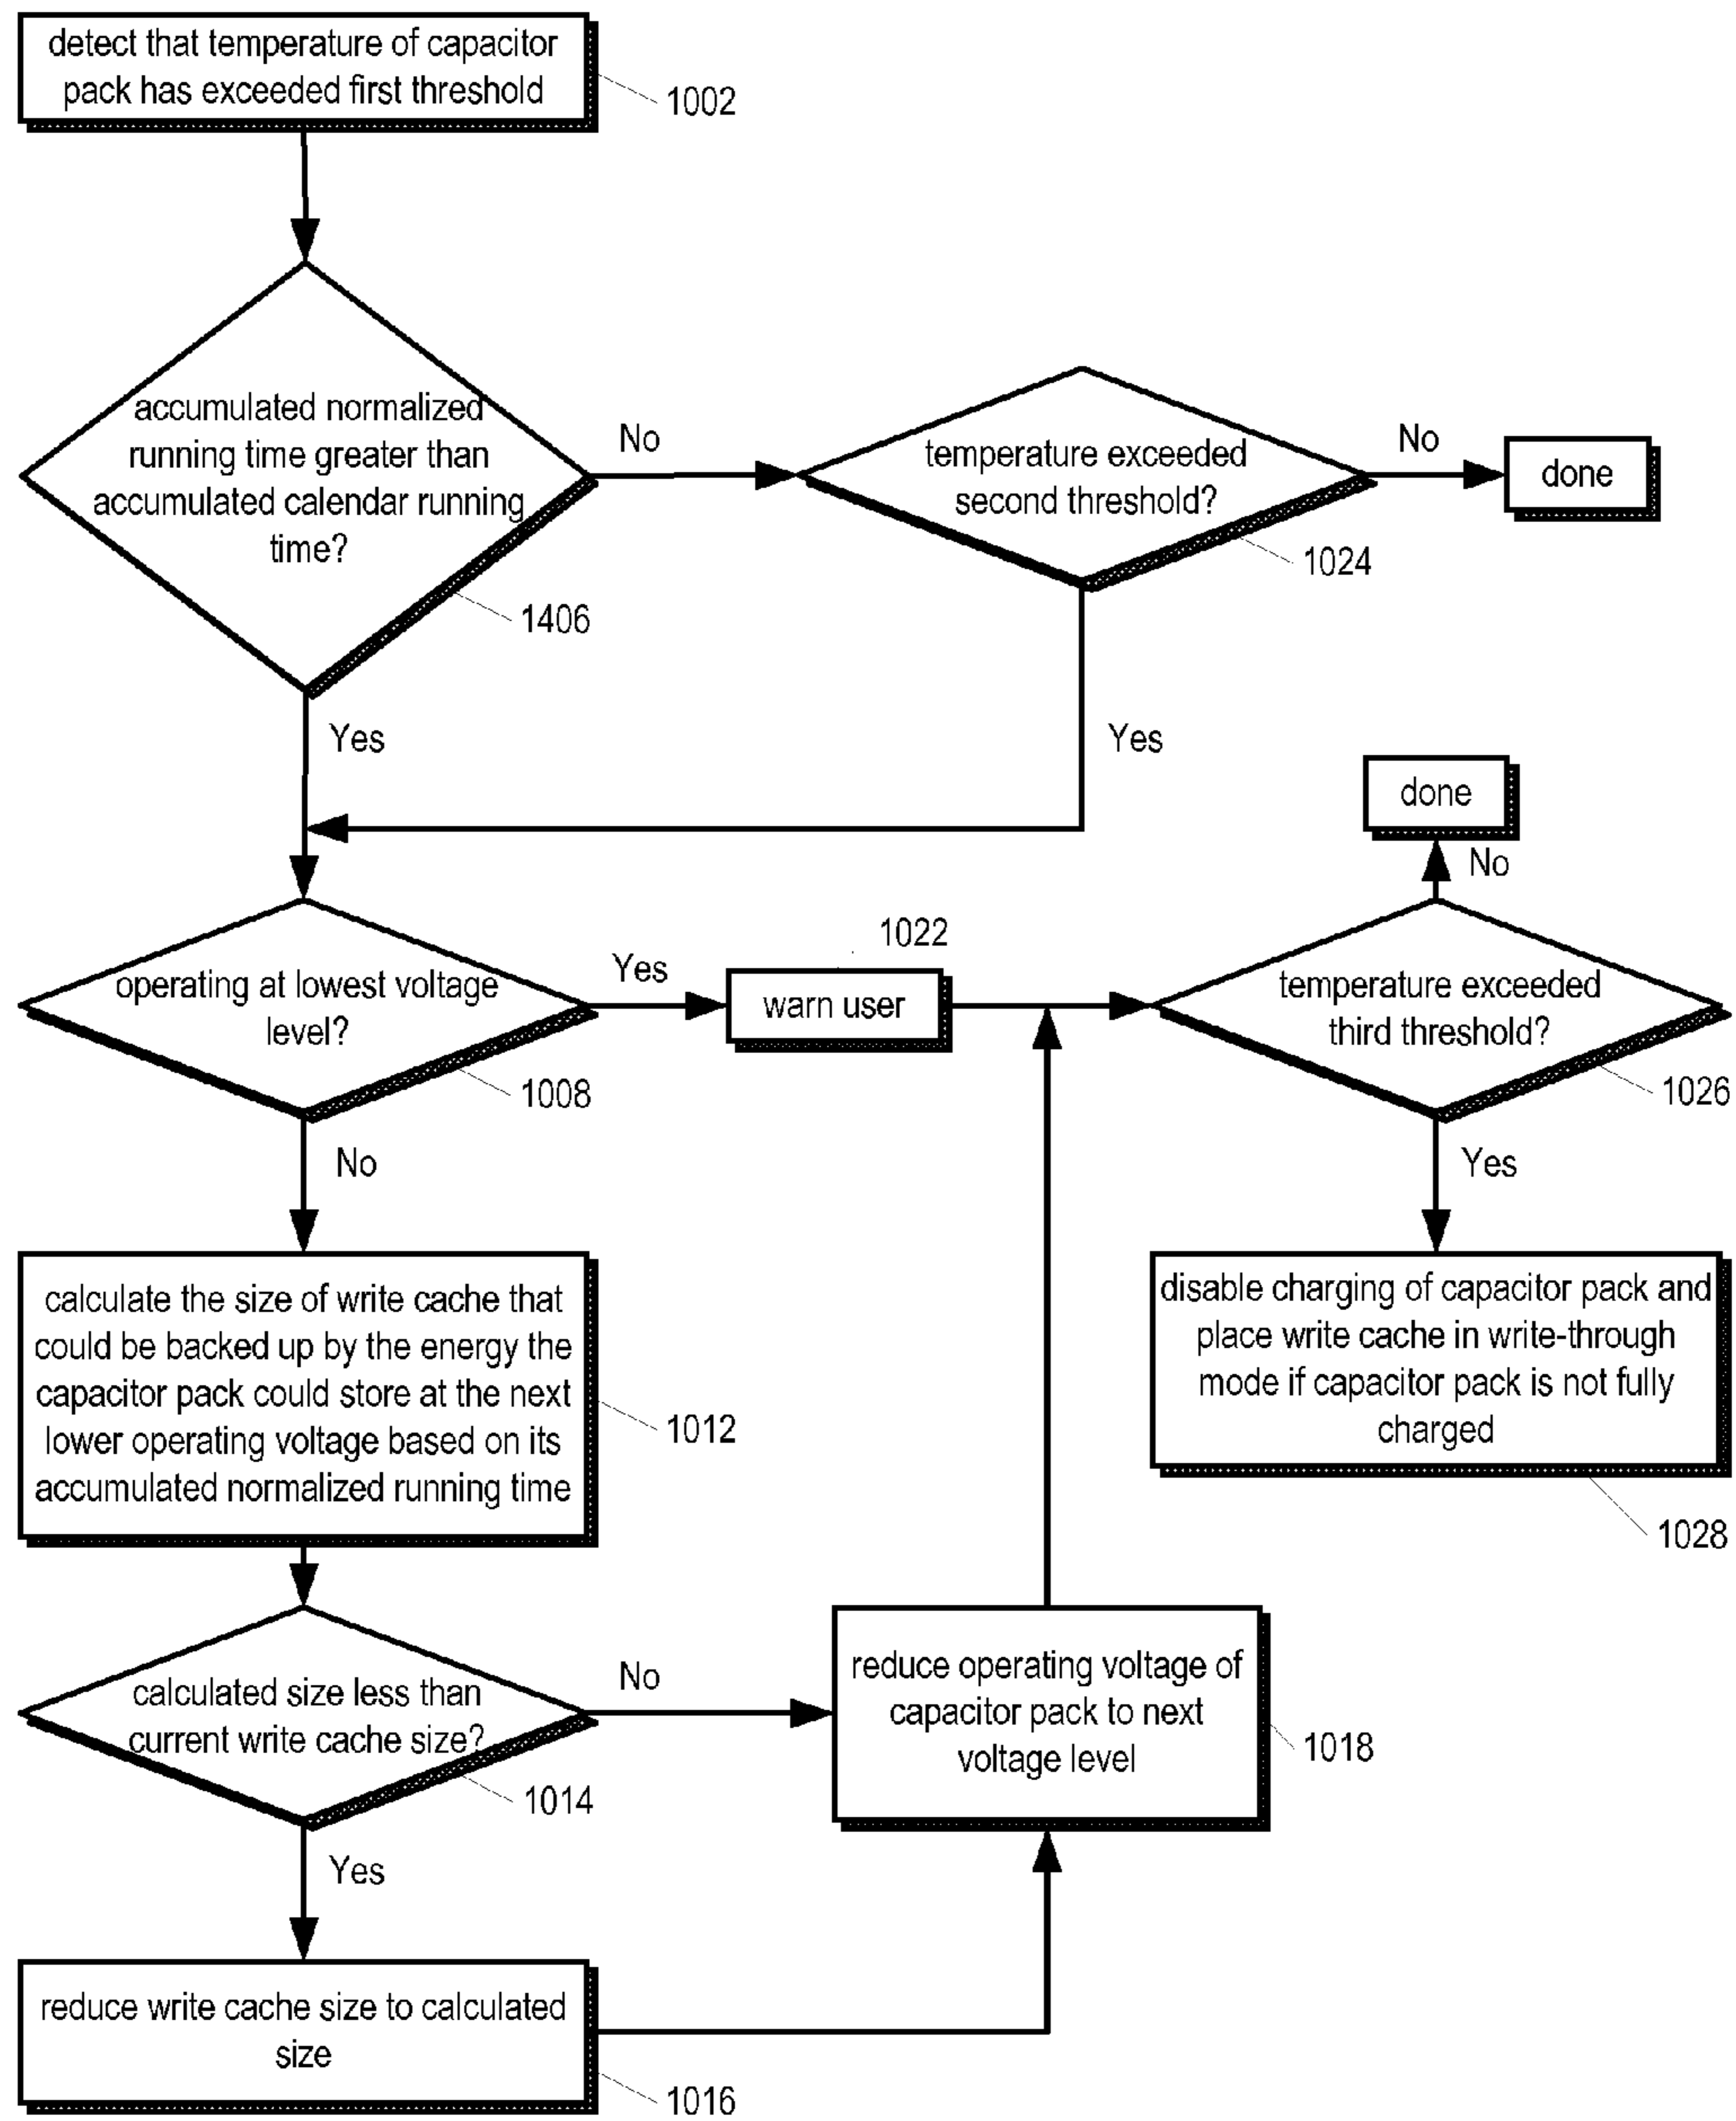 detect that temperature of capacitor
pack has exceeded first threshold
1002
accumulated normalized
running time greater than
accumulated calendar running
time?
1406
No
temperature exceeded
second threshold?
1024
No
done
Yes
Yes
done
No
operating at lowest voltage
level?
1008
Yes
1022
warn user
temperature exceeded
third threshold?
1026
No
Yes
calculate the size of write cache that
could be backed up by the energy the
capacitor pack could store at the next
lower operating voltage based on its
accumulated normalized running time
1012
disable charging of capacitor pack and
place write cache in write-through
mode if capacitor pack is not fully
charged
1028
calculated size less than
current write cache size?
1014
No
reduce operating voltage of
capacitor pack to next
voltage level
1018
Yes
reduce write cache size to calculated
size
1016